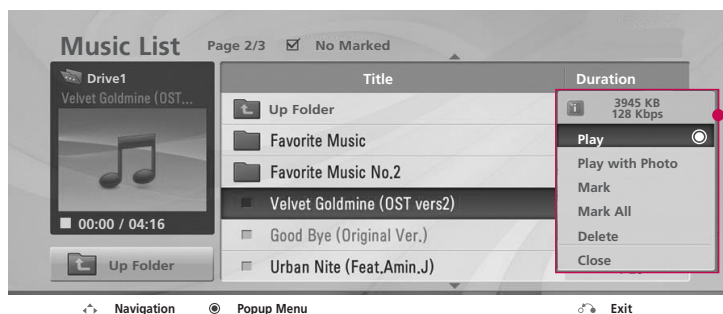 Music List Page 2/3 No Marked
Drive1
Velvet Goldmine (OST...
00:00 / 04:16
Up Folder
Title Duration
Up Folder
Favorite Music
Favorite Music No.2
Velvet Goldmine (OST vers2)
Good Bye (Original Ver.)
Urban Nite (Feat.Amin.J)
3945 KB
128 Kbps
Play
Play with Photo
Mark
Mark All
Delete
Close
Navigation Popup Menu Exit